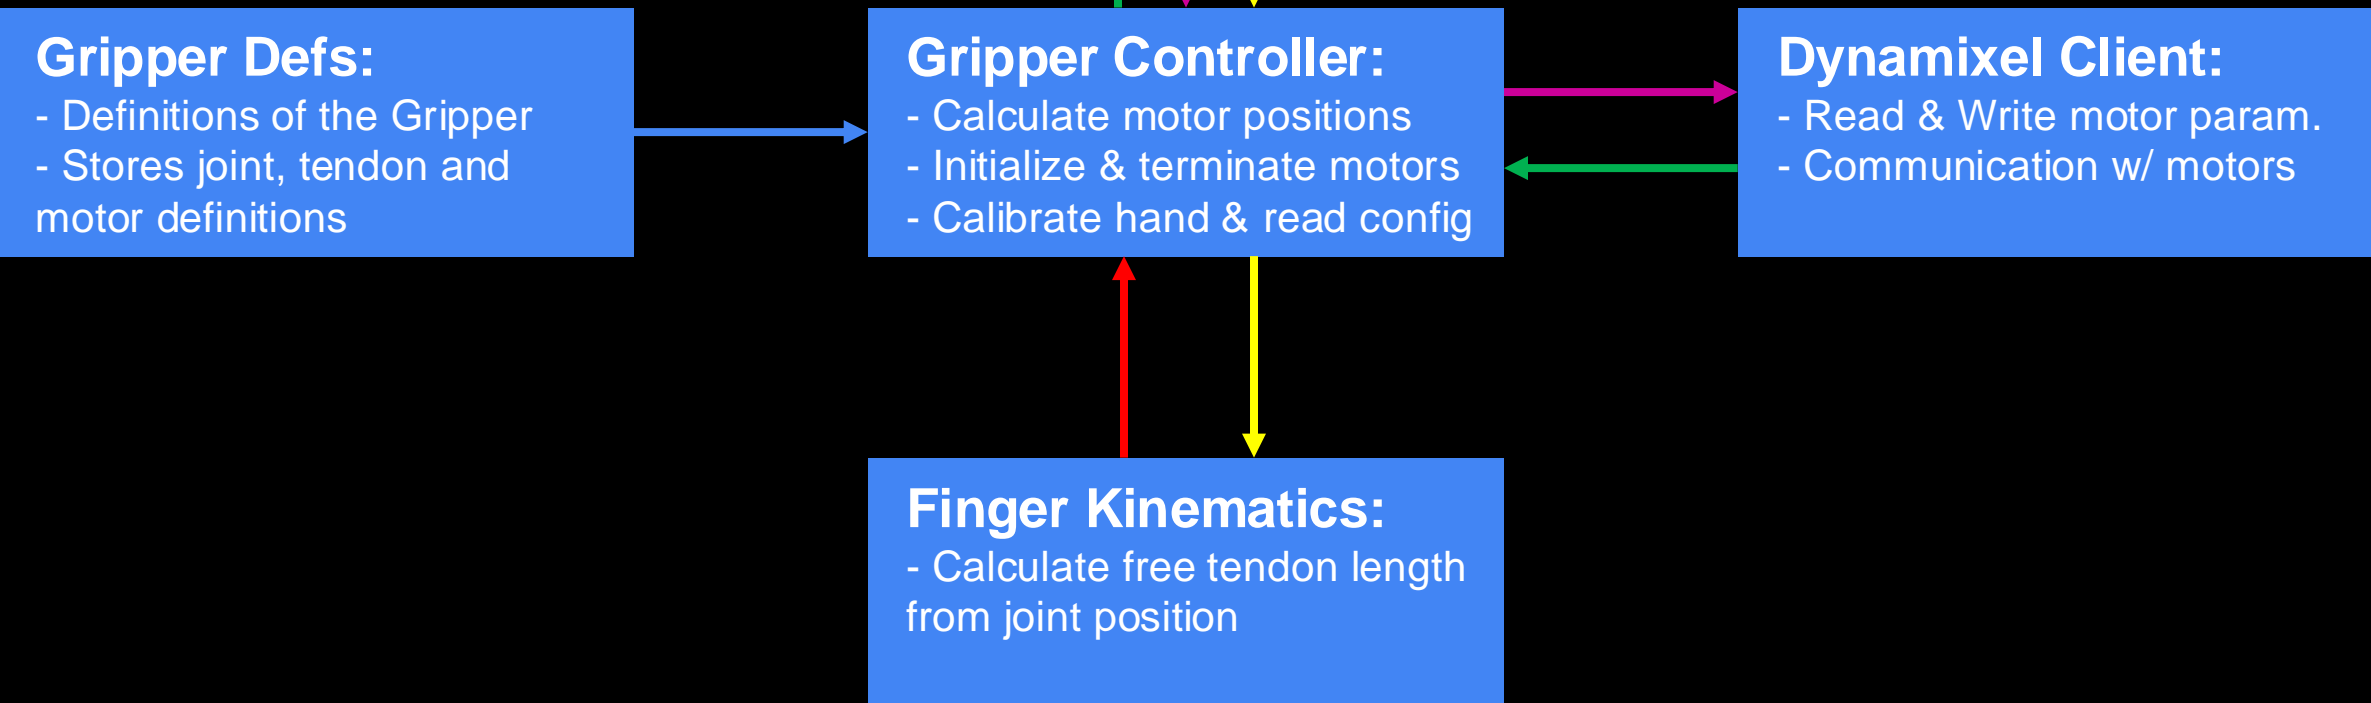 Gripper Defs:
- Definitions of the Gripper
- Stores joint, tendon and
motor definitions
Gripper Controller:
- Calculate motor positions
- Initialize & terminate motors
- Calibrate hand & read config
Dynamixel Client:
- Read & Write motor param.
- Communication w/ motors
Finger Kinematics:
- Calculate free tendon length
from joint position